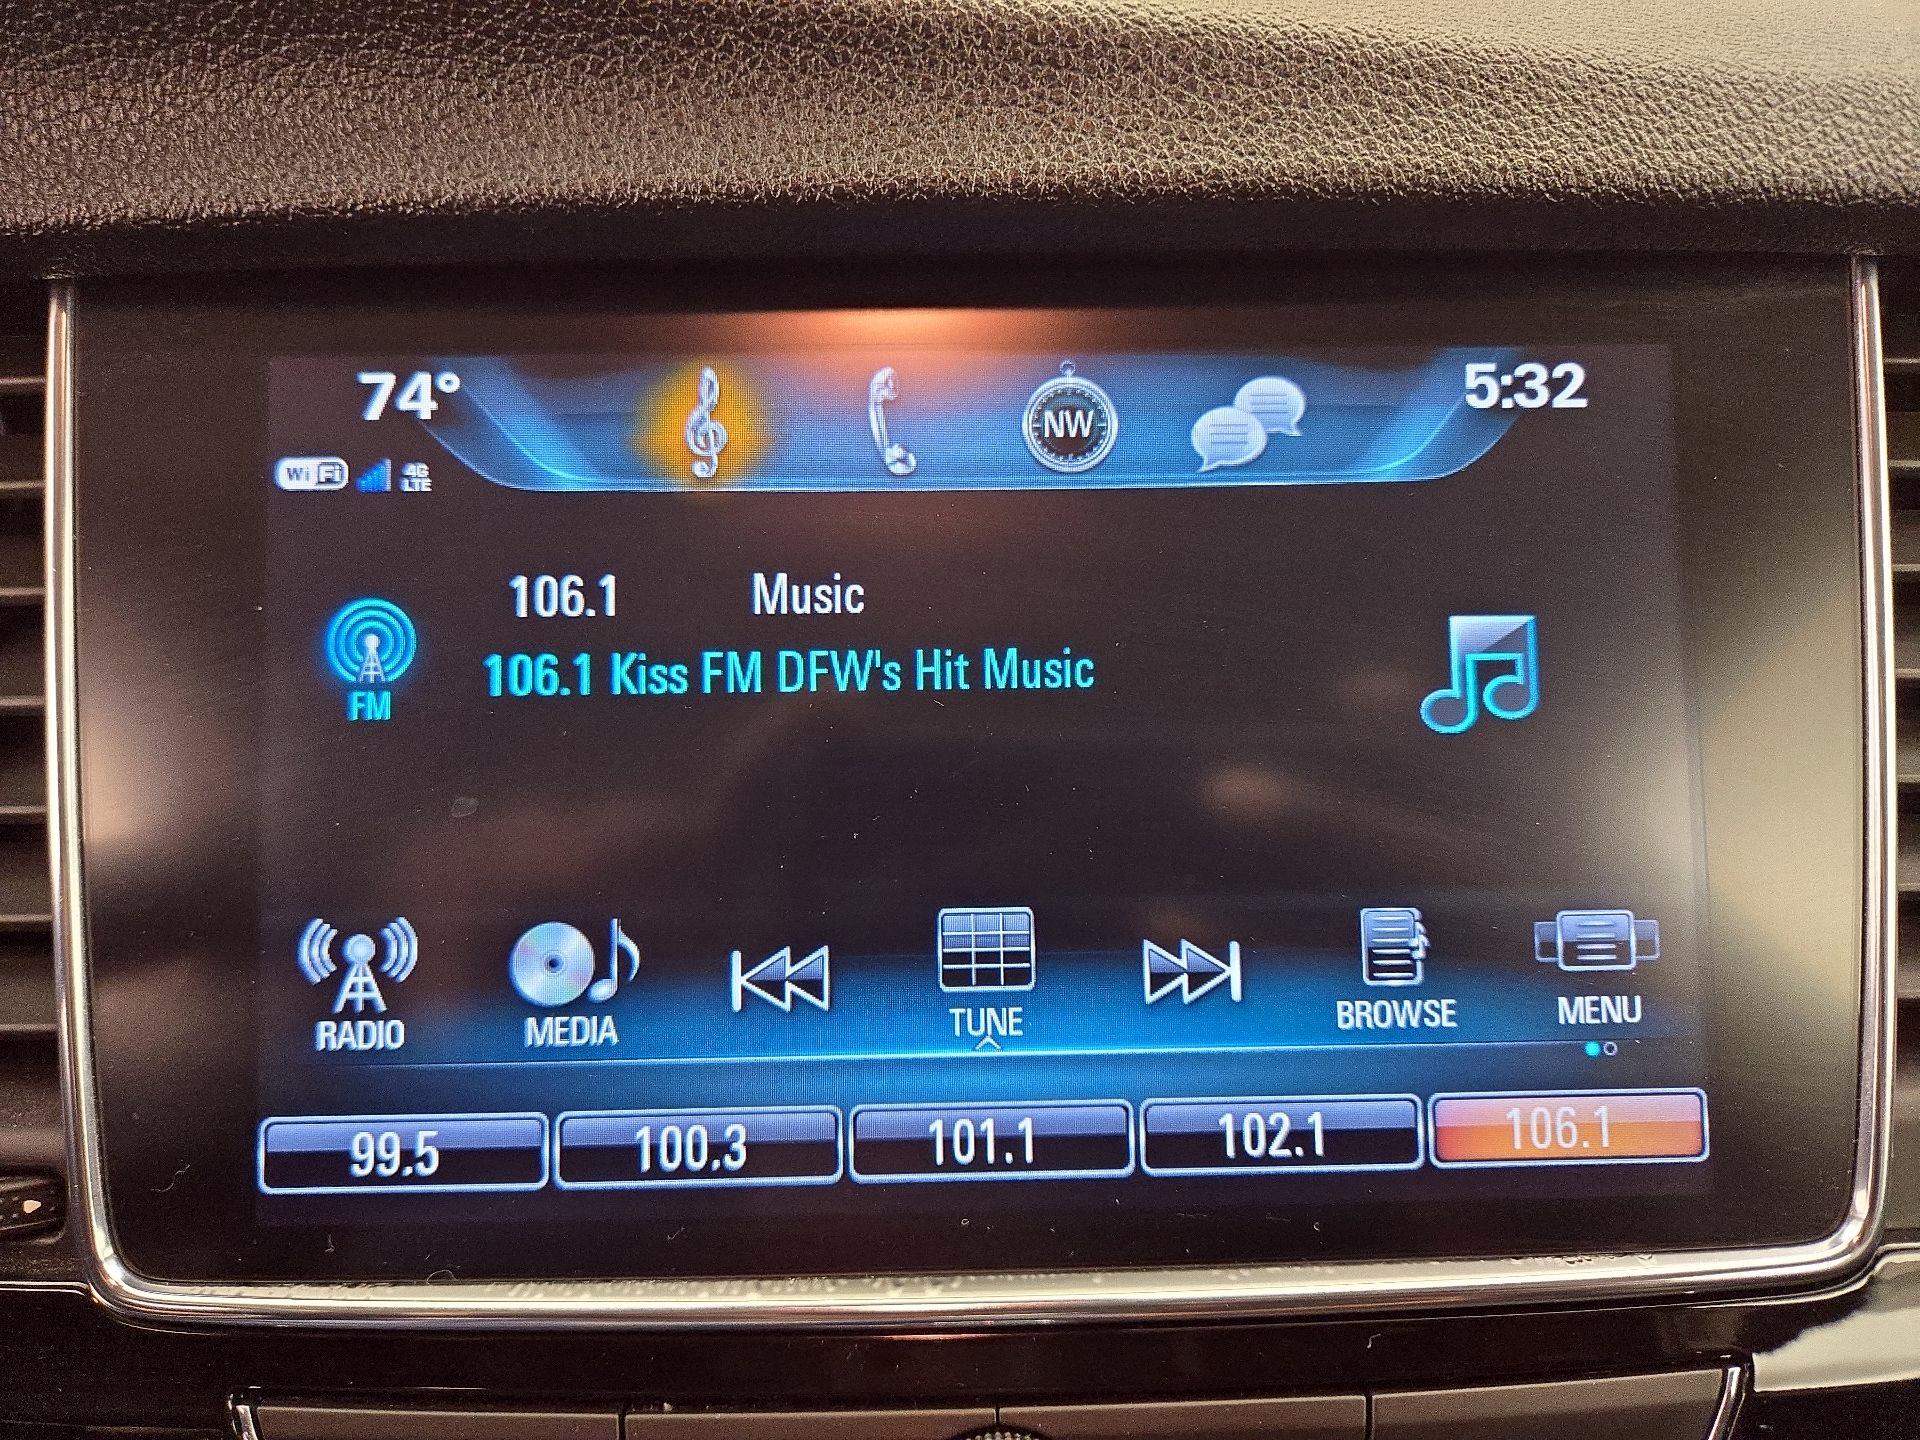 74° NW 5:32
WiFi 4G LTE
106.1 Music
106.1 Kiss FM DFW's Hit Music
FM
RADIO MEDIA TUNE BROWSE MENU
99.5 100.3 101.1 102.1 106.1